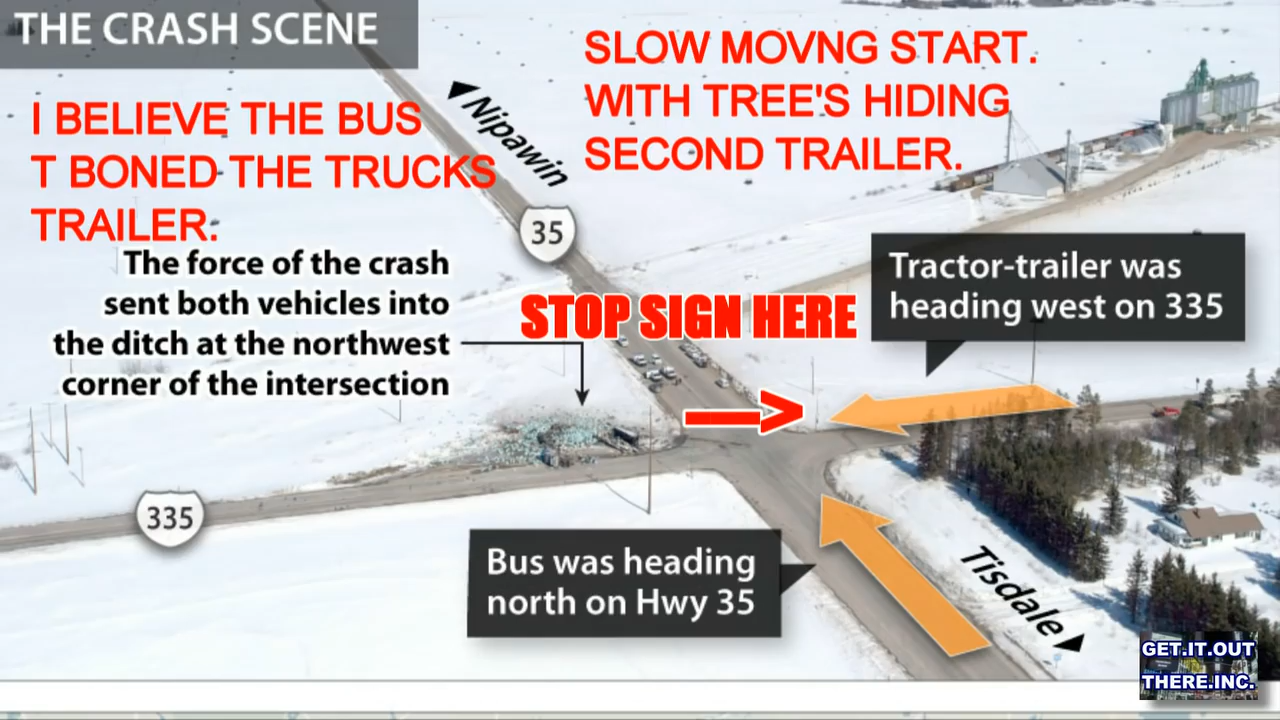 THE CRASH SCENE
SLOW MOVNG START.
WITH TREE'S HIDING
SECOND TRAILER.
I BELIEVE THE BUS
T BONED THE TRUCKS
TRAILER.
Nipawin
35
The force of the crash
sent both vehicles into
the ditch at the northwest
corner of the intersection
STOP SIGN HERE
Tractor-trailer was
heading west on 335
335
Bus was heading
north on Hwy 35
Tisdale
GET.IT.OUT
THERE.INC.